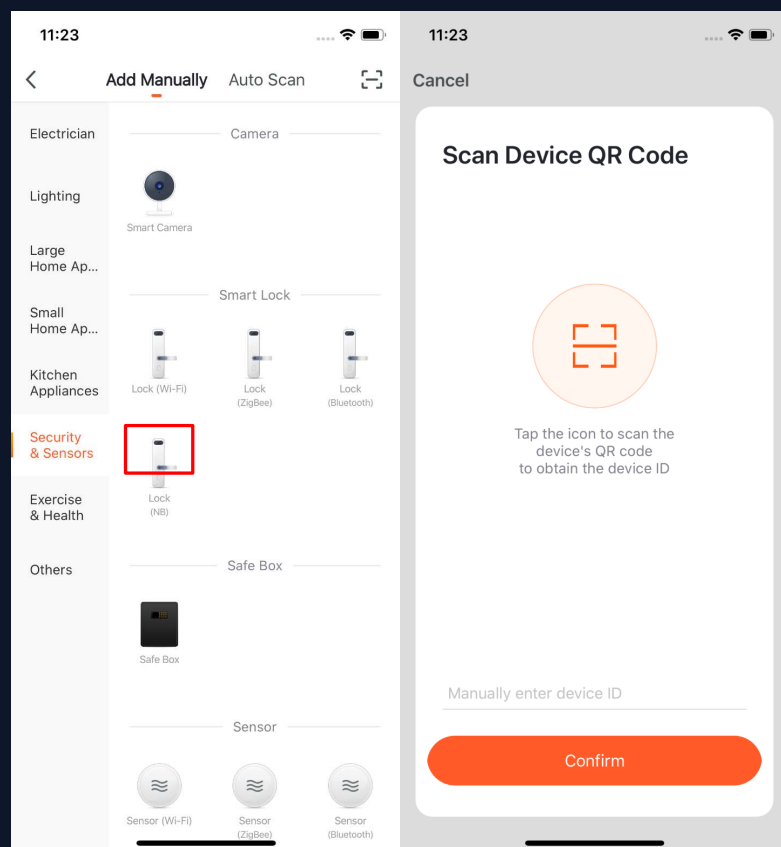 11:23
Add Manually
Auto Scan
Electrician
Lighting
Large
Home Ap...
Small
Home Ap...
Kitchen
Appliances
Security
& Sensors
Exercise
& Health
Others
Camera
Smart Camera
Smart Lock
Lock (Wi-Fi)
Lock
(ZigBee)
Lock
(Bluetooth)
Lock
(NB)
Safe Box
Safe Box
Sensor
Sensor (Wi-Fi)
Sensor
(ZigBee)
Sensor
(Bluetooth)
11:23
Cancel
Scan Device QR Code
Tap the icon to scan the
device's QR code
to obtain the device ID
Manually enter device ID
Confirm